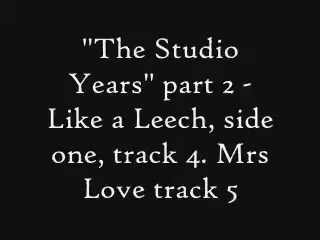 "The Studio
Years" part 2 -
Like a Leech, side
one, track 4. Mrs
Love track 5